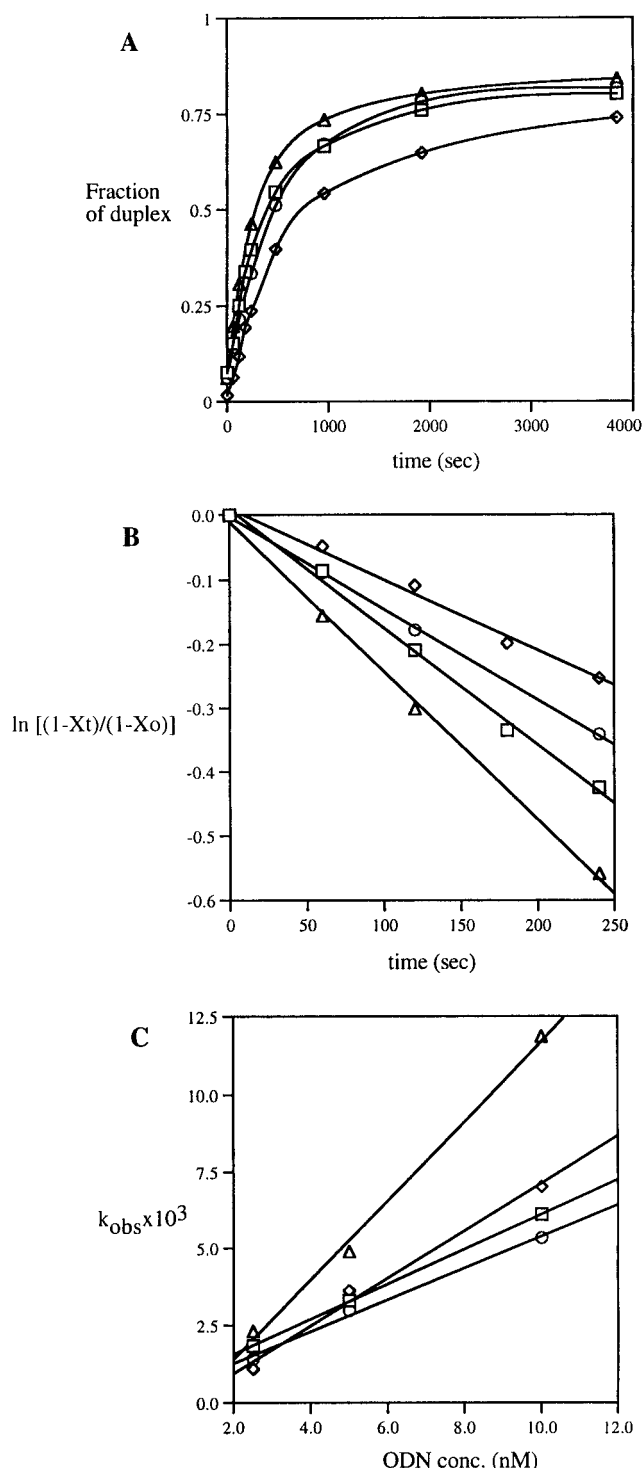 A
1
0.75
Fraction
of duplex
0.5
0.25
0
0 1000 2000 3000 4000
time (sec)
B
0.0
-0.1
-0.2
-0.3
ln [(1-Xt)/(1-Xo)]
-0.4
-0.5
-0.6
0 50 100 150 200 250
time (sec)
C
12.5
10.0
7.5
kobsx103
5.0
2.5
0.0
2.0 4.0 6.0 8.0 10.0 12.0
ODN conc. (nM)